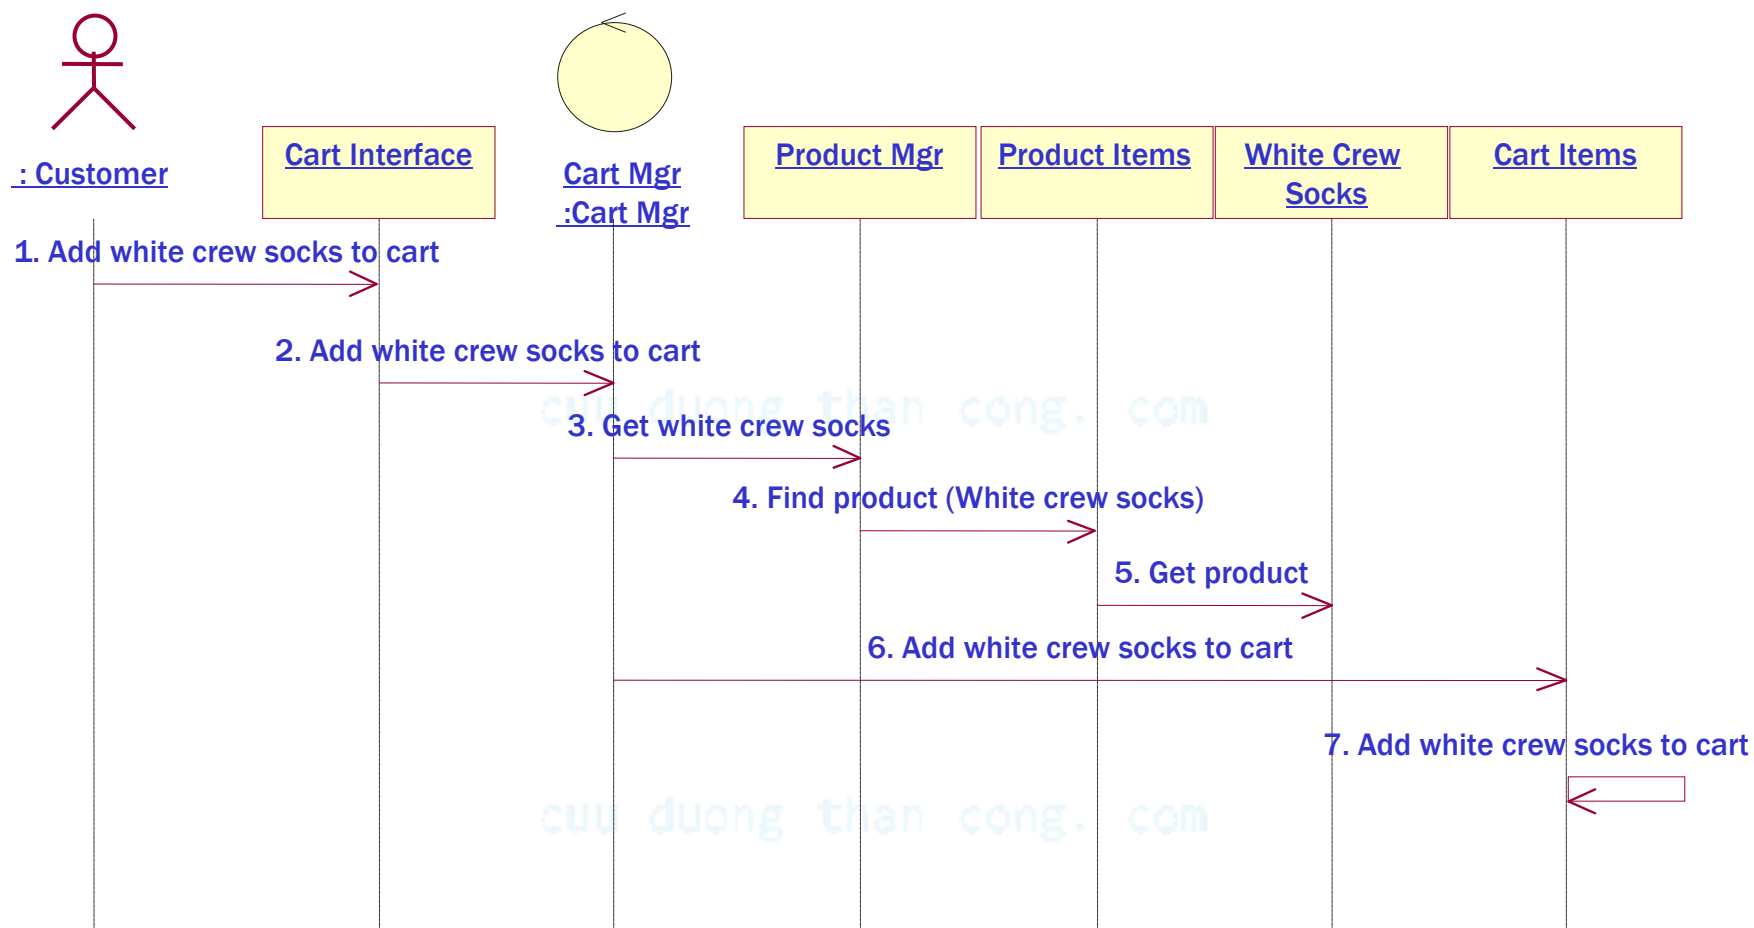 : Customer
Cart Interface
Cart Mgr
:Cart Mgr
Product Mgr
Product Items
White Crew
Socks
Cart Items
1. Add white crew socks to cart
2. Add white crew socks to cart
cuu duong than cong. com
3. Get white crew socks
4. Find product (White crew socks)
5. Get product
6. Add white crew socks to cart
7. Add white crew socks to cart
cuu duong than cong. com